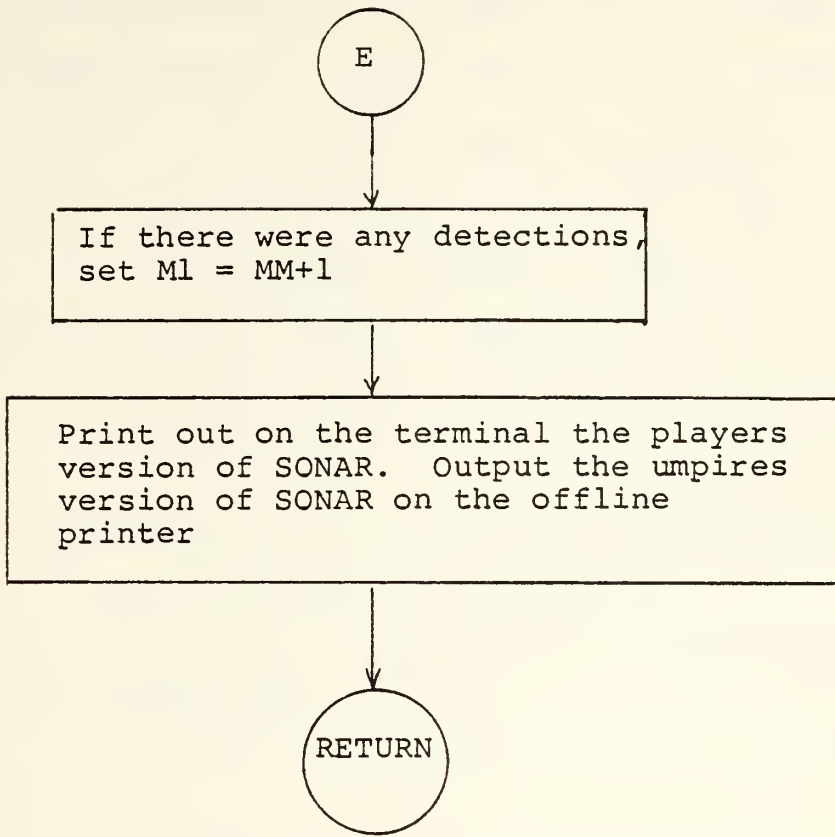 E
If there were any detections,
set M1 = MM+1
Print out on the terminal the players
version of SONAR.  Output the umpires
version of SONAR on the offline
printer
RETURN